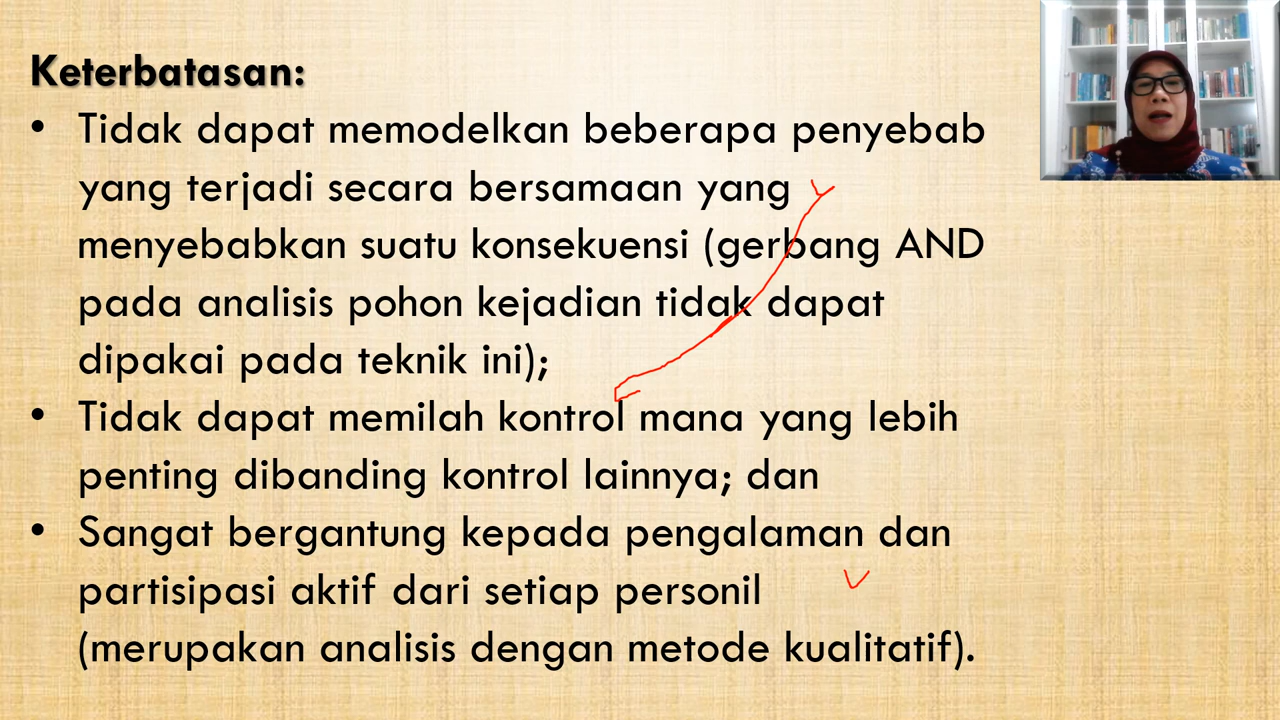 Keterbatasan:
• Tidak dapat memodelkan beberapa penyebab
yang terjadi secara bersamaan yang
menyebabkan suatu konsekuensi (gerbang AND
pada analisis pohon kejadian tidak dapat
dipakai pada teknik ini);
• Tidak dapat memilah kontrol mana yang lebih
penting dibanding kontrol lainnya; dan
• Sangat bergantung kepada pengalaman dan
partisipasi aktif dari setiap personil
(merupakan analisis dengan metode kualitatif).